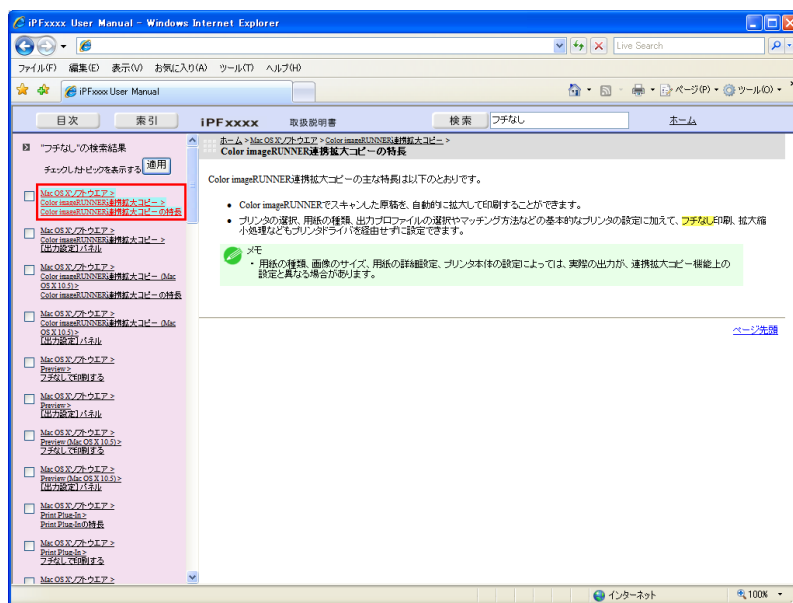 iPFxxxx User Manual - Windows Internet Explorer
Live Search
ファイル(F) 編集(E) 表示(V) お気に入り(A) ツール(T) ヘルプ(H)
iPFxxxx User Manual
ページ(P) ツール(O)
目次 索引 iPFxxxx 取扱説明書 検索 フチなし ホーム
"フチなし"の検索結果
チェックしたトピックを表示する 適用
Mac OS Xソフトウエア >
Color imageRUNNER連携拡大コピー >
Color imageRUNNER連携拡大コピーの特長
Mac OS Xソフトウエア >
Color imageRUNNER連携拡大コピー >
[出力設定]パネル
Mac OS Xソフトウエア >
Color imageRUNNER連携拡大コピー (Mac
OS X 10.5) >
Color imageRUNNER連携拡大コピーの特長
Mac OS Xソフトウエア >
Color imageRUNNER連携拡大コピー (Mac
OS X 10.5) >
[出力設定]パネル
Mac OS Xソフトウエア >
Preview >
フチなしで印刷する
Mac OS Xソフトウエア >
Preview >
[出力設定]パネル
Mac OS Xソフトウエア >
Preview (Mac OS X 10.5) >
フチなしで印刷する
Mac OS Xソフトウエア >
Preview (Mac OS X 10.5) >
[出力設定]パネル
Mac OS Xソフトウエア >
Print Plug-In >
Print Plug-Inの特長
Mac OS Xソフトウエア >
Print Plug-In >
フチなしで印刷する
Mac OS Xソフトウエア >
ホーム > Mac OS Xソフトウエア > Color imageRUNNER連携拡大コピー >
Color imageRUNNER連携拡大コピーの特長
Color imageRUNNER連携拡大コピーの主な特長は以下のとおりです。
• Color imageRUNNERでスキャンした原稿を、自動的に拡大して印刷することができます。
• プリンタの選択、用紙の種類、出力プロファイルの選択やマッチング方法などの基本的なプリンタの設定に加えて、フチなし印刷、拡大縮
小処理などもプリンタドライバを経由せずに設定できます。
メモ
・ 用紙の種類、画像のサイズ、用紙の詳細設定、プリンタ本体の設定によっては、実際の出力が、連携拡大コピー機能上の
設定と異なる場合があります。
ページ先頭
インターネット 100%